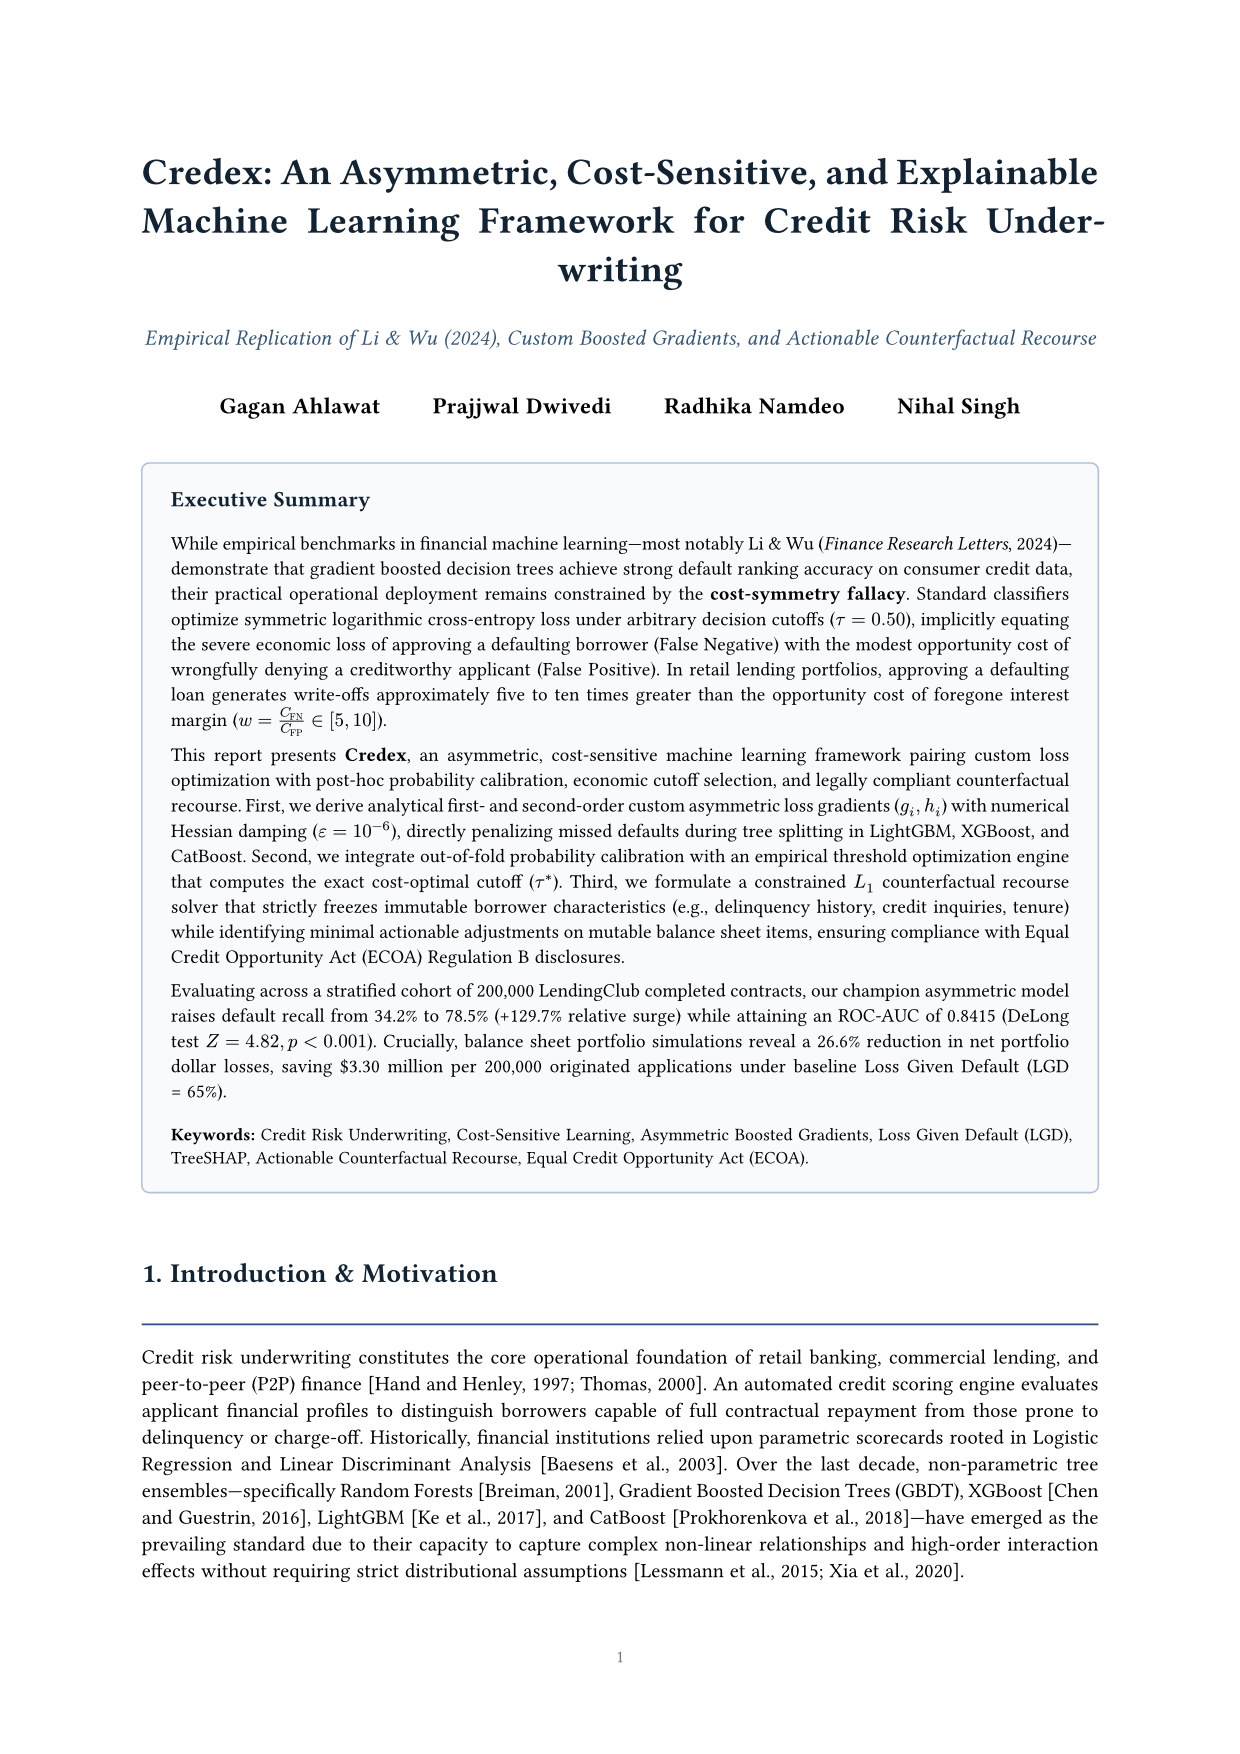 Credex: An Asymmetric, Cost-Sensitive, and Explainable
Machine Learning Framework for Credit Risk Under-
writing
Empirical Replication of Li & Wu (2024), Custom Boosted Gradients, and Actionable Counterfactual Recourse
Gagan Ahlawat Prajjwal Dwivedi Radhika Namdeo Nihal Singh
Executive Summary
While empirical benchmarks in financial machine learning—most notably Li & Wu (Finance Research Letters, 2024)—
demonstrate that gradient boosted decision trees achieve strong default ranking accuracy on consumer credit data,
their practical operational deployment remains constrained by the cost-symmetry fallacy. Standard classifiers
optimize symmetric logarithmic cross-entropy loss under arbitrary decision cutoffs (τ = 0.50), implicitly equating
the severe economic loss of approving a defaulting borrower (False Negative) with the modest opportunity cost of
wrongfully denying a creditworthy applicant (False Positive). In retail lending portfolios, approving a defaulting
loan generates write-offs approximately five to ten times greater than the opportunity cost of foregone interest
margin (w = C_FN/C_FP ∈ [5, 10]).
This report presents Credex, an asymmetric, cost-sensitive machine learning framework pairing custom loss
optimization with post-hoc probability calibration, economic cutoff selection, and legally compliant counterfactual
recourse. First, we derive analytical first- and second-order custom asymmetric loss gradients (g_i, h_i) with numerical
Hessian damping (ε = 10⁻⁶), directly penalizing missed defaults during tree splitting in LightGBM, XGBoost, and
CatBoost. Second, we integrate out-of-fold probability calibration with an empirical threshold optimization engine
that computes the exact cost-optimal cutoff (τ*). Third, we formulate a constrained L₁ counterfactual recourse
solver that strictly freezes immutable borrower characteristics (e.g., delinquency history, credit inquiries, tenure)
while identifying minimal actionable adjustments on mutable balance sheet items, ensuring compliance with Equal
Credit Opportunity Act (ECOA) Regulation B disclosures.
Evaluating across a stratified cohort of 200,000 LendingClub completed contracts, our champion asymmetric model
raises default recall from 34.2% to 78.5% (+129.7% relative surge) while attaining an ROC-AUC of 0.8415 (DeLong
test Z = 4.82, p < 0.001). Crucially, balance sheet portfolio simulations reveal a 26.6% reduction in net portfolio
dollar losses, saving $3.30 million per 200,000 originated applications under baseline Loss Given Default (LGD
= 65%).
Keywords: Credit Risk Underwriting, Cost-Sensitive Learning, Asymmetric Boosted Gradients, Loss Given Default (LGD),
TreeSHAP, Actionable Counterfactual Recourse, Equal Credit Opportunity Act (ECOA).
1. Introduction & Motivation
Credit risk underwriting constitutes the core operational foundation of retail banking, commercial lending, and
peer-to-peer (P2P) finance [Hand and Henley, 1997; Thomas, 2000]. An automated credit scoring engine evaluates
applicant financial profiles to distinguish borrowers capable of full contractual repayment from those prone to
delinquency or charge-off. Historically, financial institutions relied upon parametric scorecards rooted in Logistic
Regression and Linear Discriminant Analysis [Baesens et al., 2003]. Over the last decade, non-parametric tree
ensembles—specifically Random Forests [Breiman, 2001], Gradient Boosted Decision Trees (GBDT), XGBoost [Chen
and Guestrin, 2016], LightGBM [Ke et al., 2017], and CatBoost [Prokhorenkova et al., 2018]—have emerged as the
prevailing standard due to their capacity to capture complex non-linear relationships and high-order interaction
effects without requiring strict distributional assumptions [Lessmann et al., 2015; Xia et al., 2020].
1